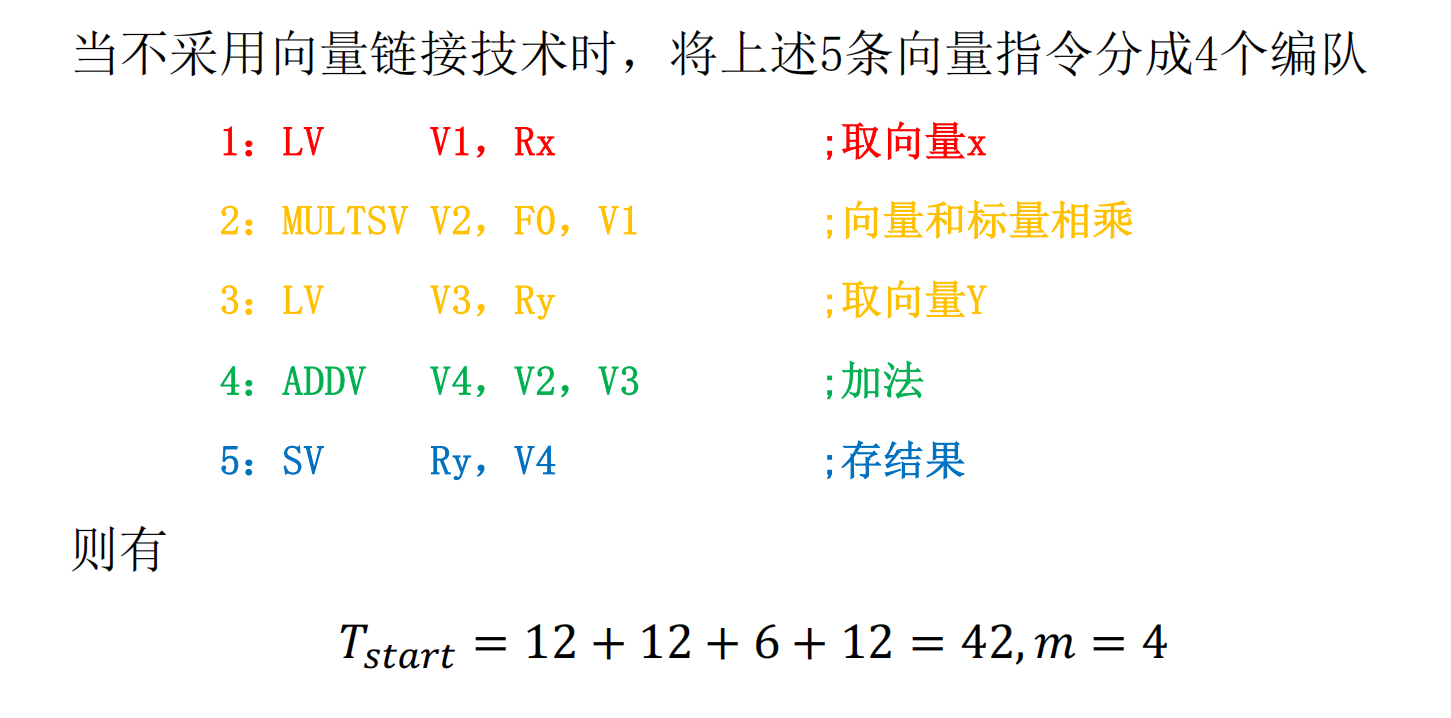 当不采用向量链接技术时，将上述5条向量指令分成4个编队
1：LV V1，Rx ;取向量x
2：MULTSV V2，F0，V1 ;向量和标量相乘
3：LV V3，Ry ;取向量Y
4：ADDV V4，V2，V3 ;加法
5：SV Ry，V4 ;存结果
则有
T_{start} = 12 + 12 + 6 + 12 = 42, m = 4